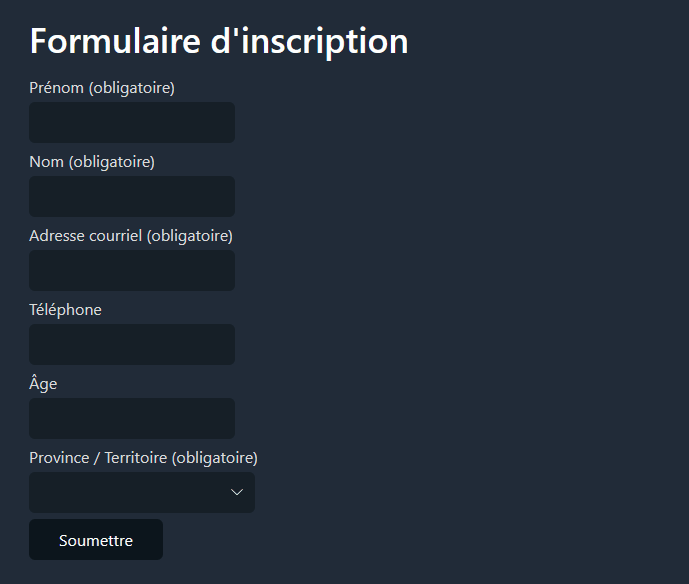 Formulaire d'inscription
Prénom (obligatoire)
Nom (obligatoire)
Adresse courriel (obligatoire)
Téléphone
Âge
Province / Territoire (obligatoire)
Soumettre